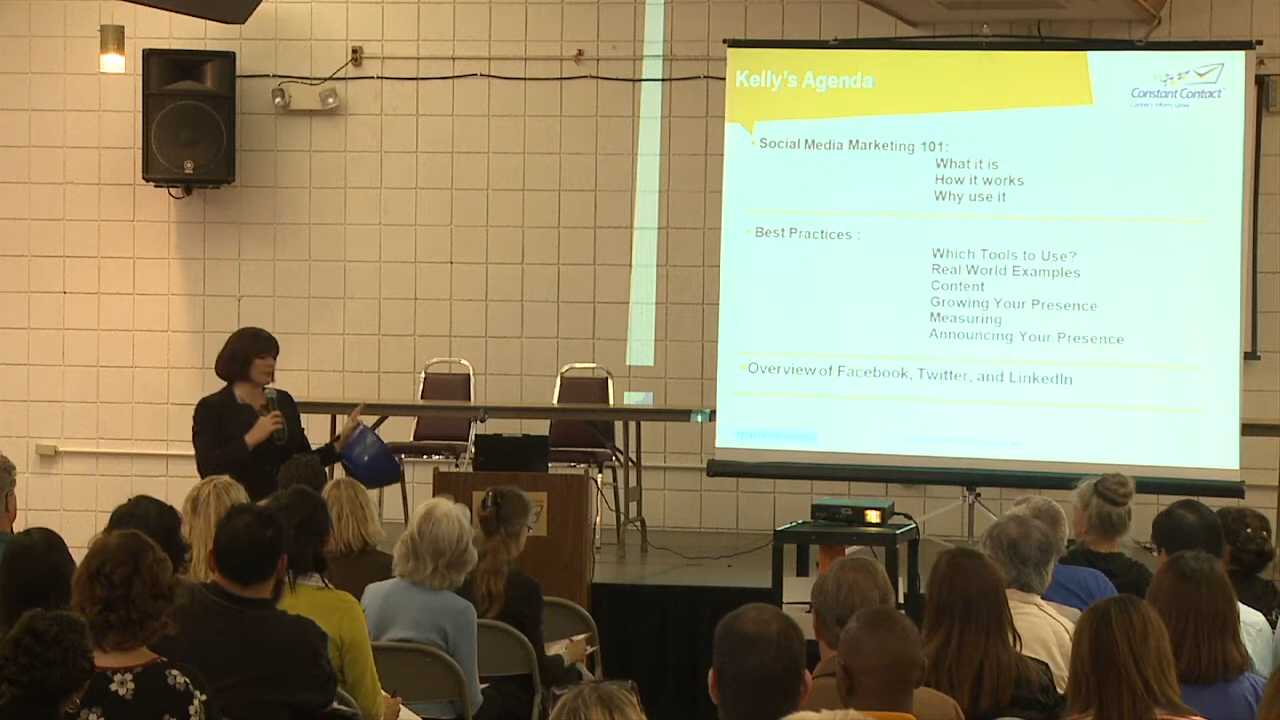 Kelly's Agenda
Constant Contact
Social Media Marketing 101:
What it is
How it works
Why use it
Best Practices :
Which Tools to Use?
Real World Examples
Content
Growing Your Presence
Measuring
Announcing Your Presence
Overview of Facebook, Twitter, and LinkedIn